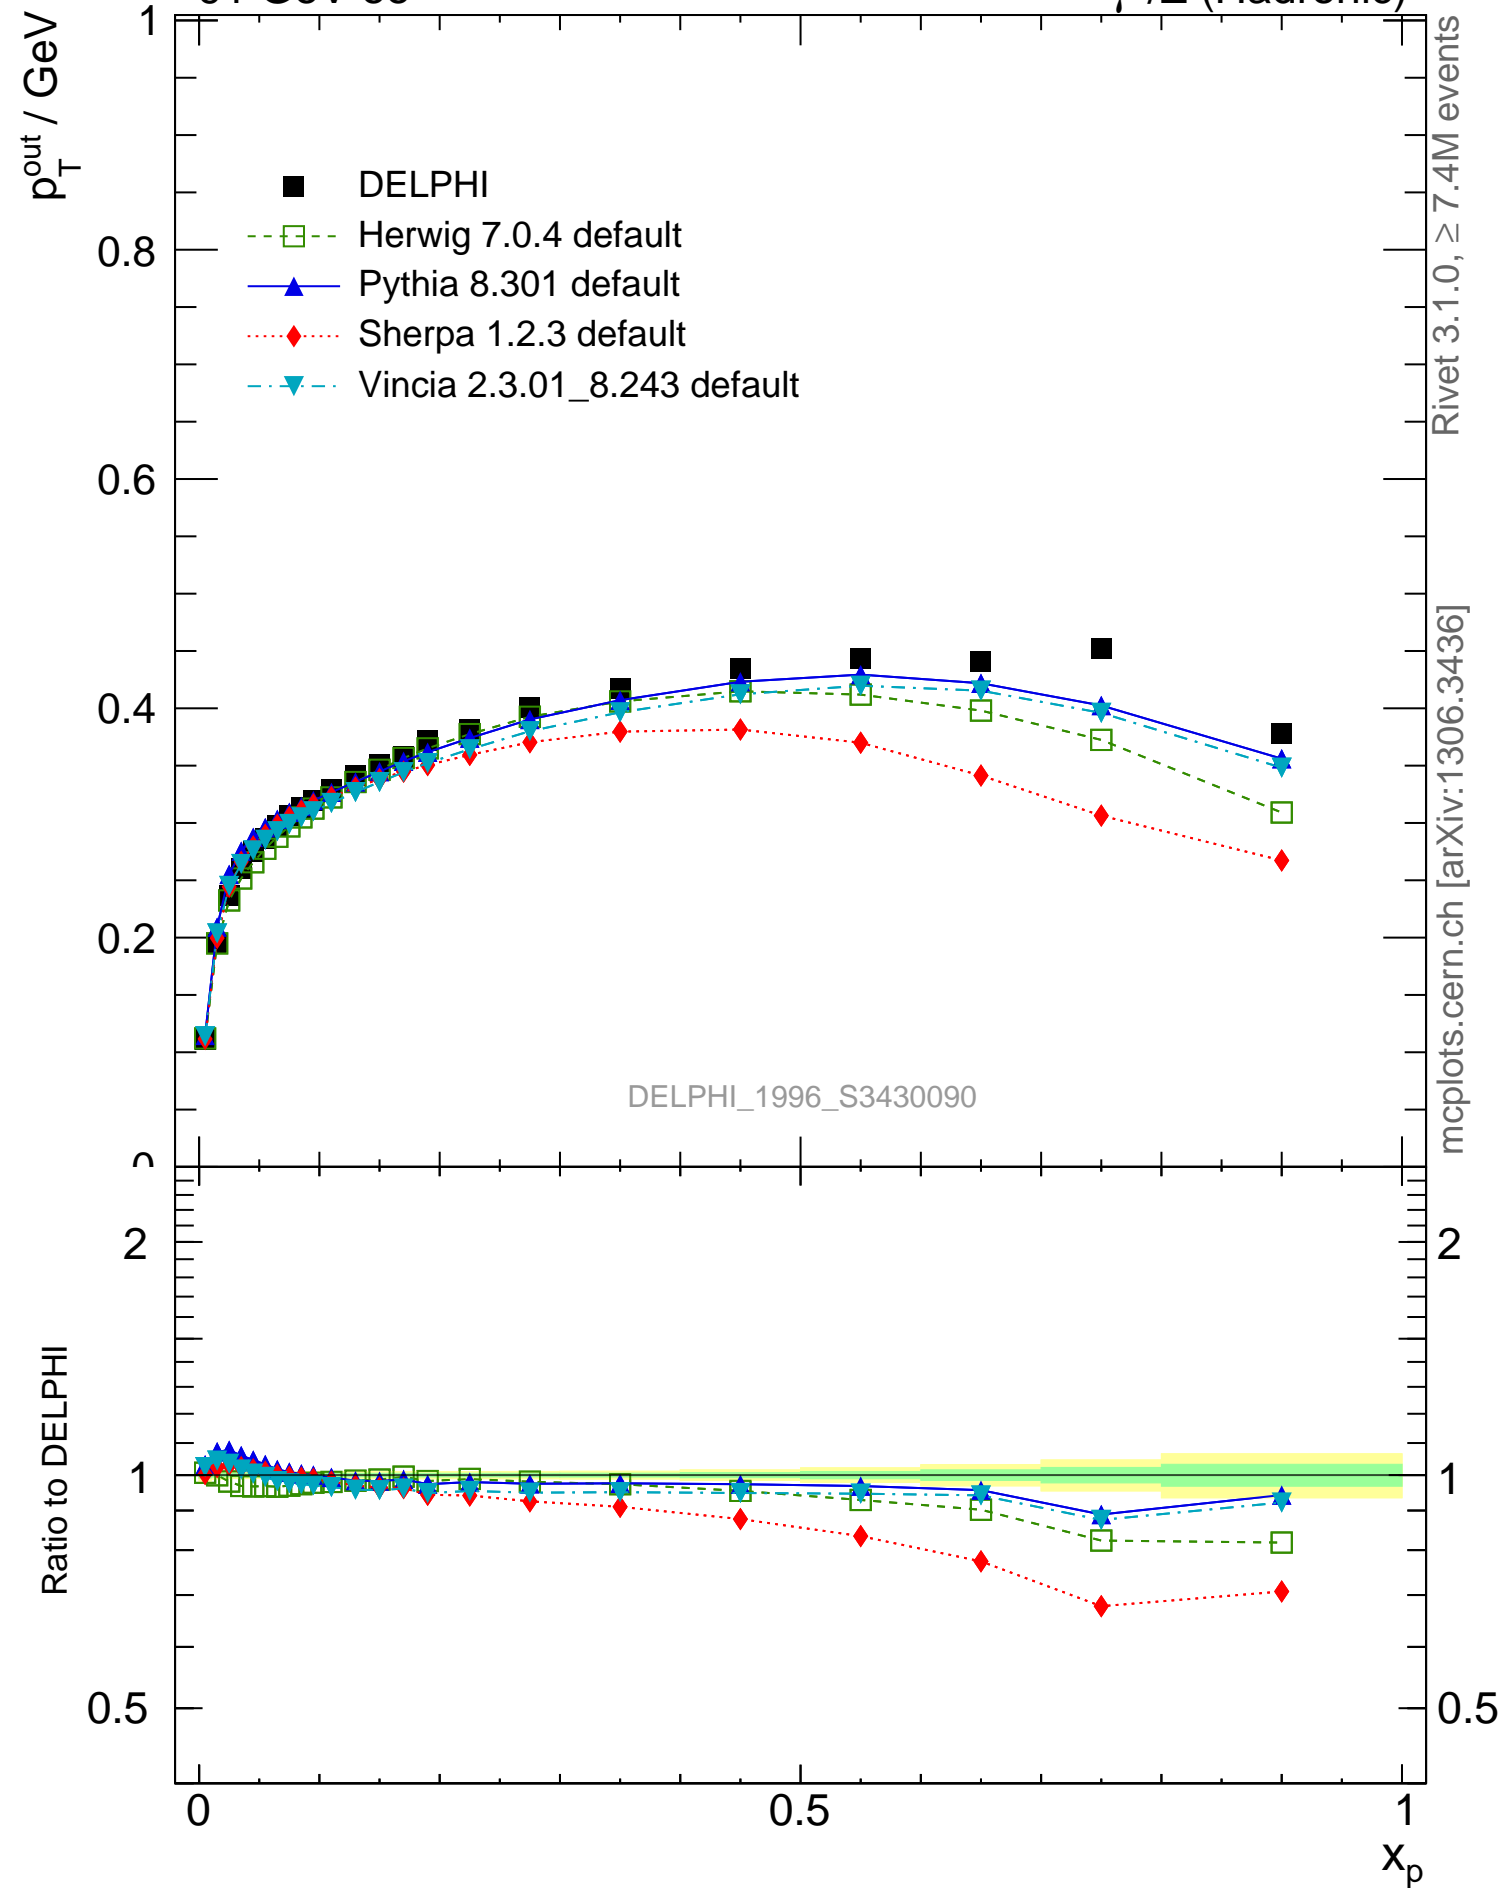 p_T^out / GeV
1
0.8
0.6
0.4
0.2
0
DELPHI
Herwig 7.0.4 default
Pythia 8.301 default
Sherpa 1.2.3 default
Vincia 2.3.01_8.243 default
DELPHI_1996_S3430090
Rivet 3.1.0, ≥ 7.4M events
mcplots.cern.ch [arXiv:1306.3436]
Ratio to DELPHI
2
1
0.5
2
1
0.5
0
0.5
1
x_p